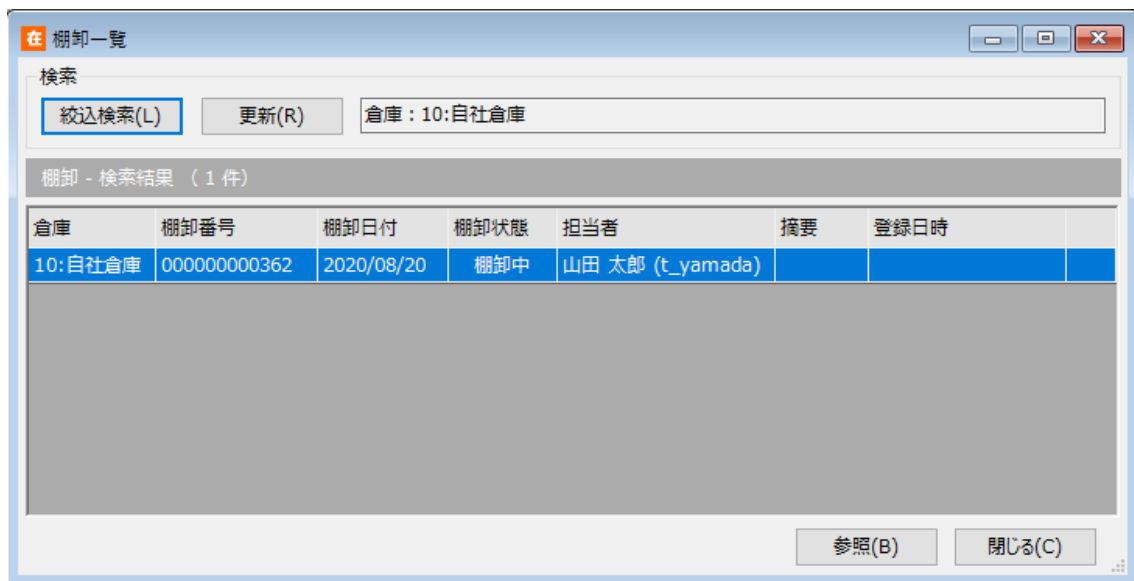 在 棚卸一覧
検索
絞込検索(L) 更新(R) 倉庫：10:自社倉庫
棚卸 - 検索結果 （ 1 件）
倉庫 棚卸番号 棚卸日付 棚卸状態 担当者 摘要 登録日時
10:自社倉庫 000000000362 2020/08/20 棚卸中 山田 太郎 (t_yamada)
参照(B) 閉じる(C)